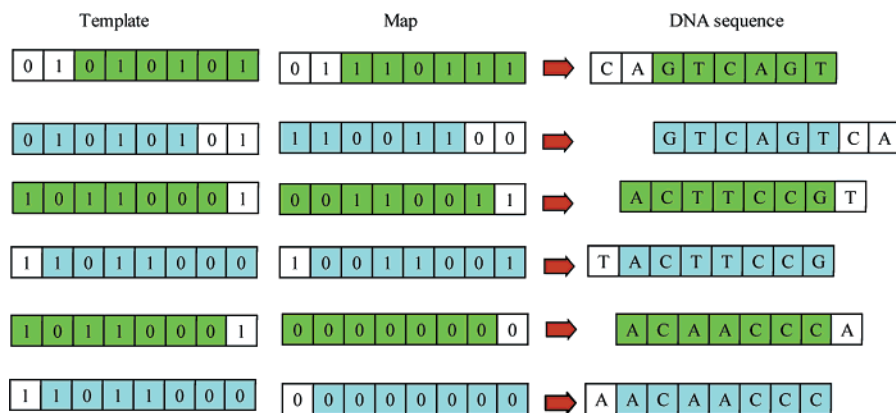 Template Map DNA sequence
0 1 0 1 0 1 0 1 0 1 1 1 0 1 1 1 C A G T C A G T
0 1 0 1 0 1 0 1 1 1 0 0 1 1 0 0 G T C A G T C A
1 0 1 1 0 0 0 1 0 0 1 1 0 0 1 1 A C T T C C G T
1 1 0 1 1 0 0 0 1 0 0 1 1 0 0 1 T A C T T C C G
1 0 1 1 0 0 0 1 0 0 0 0 0 0 0 0 A C A A C C C A
1 1 0 1 1 0 0 0 0 0 0 0 0 0 0 0 A A C A A C C C